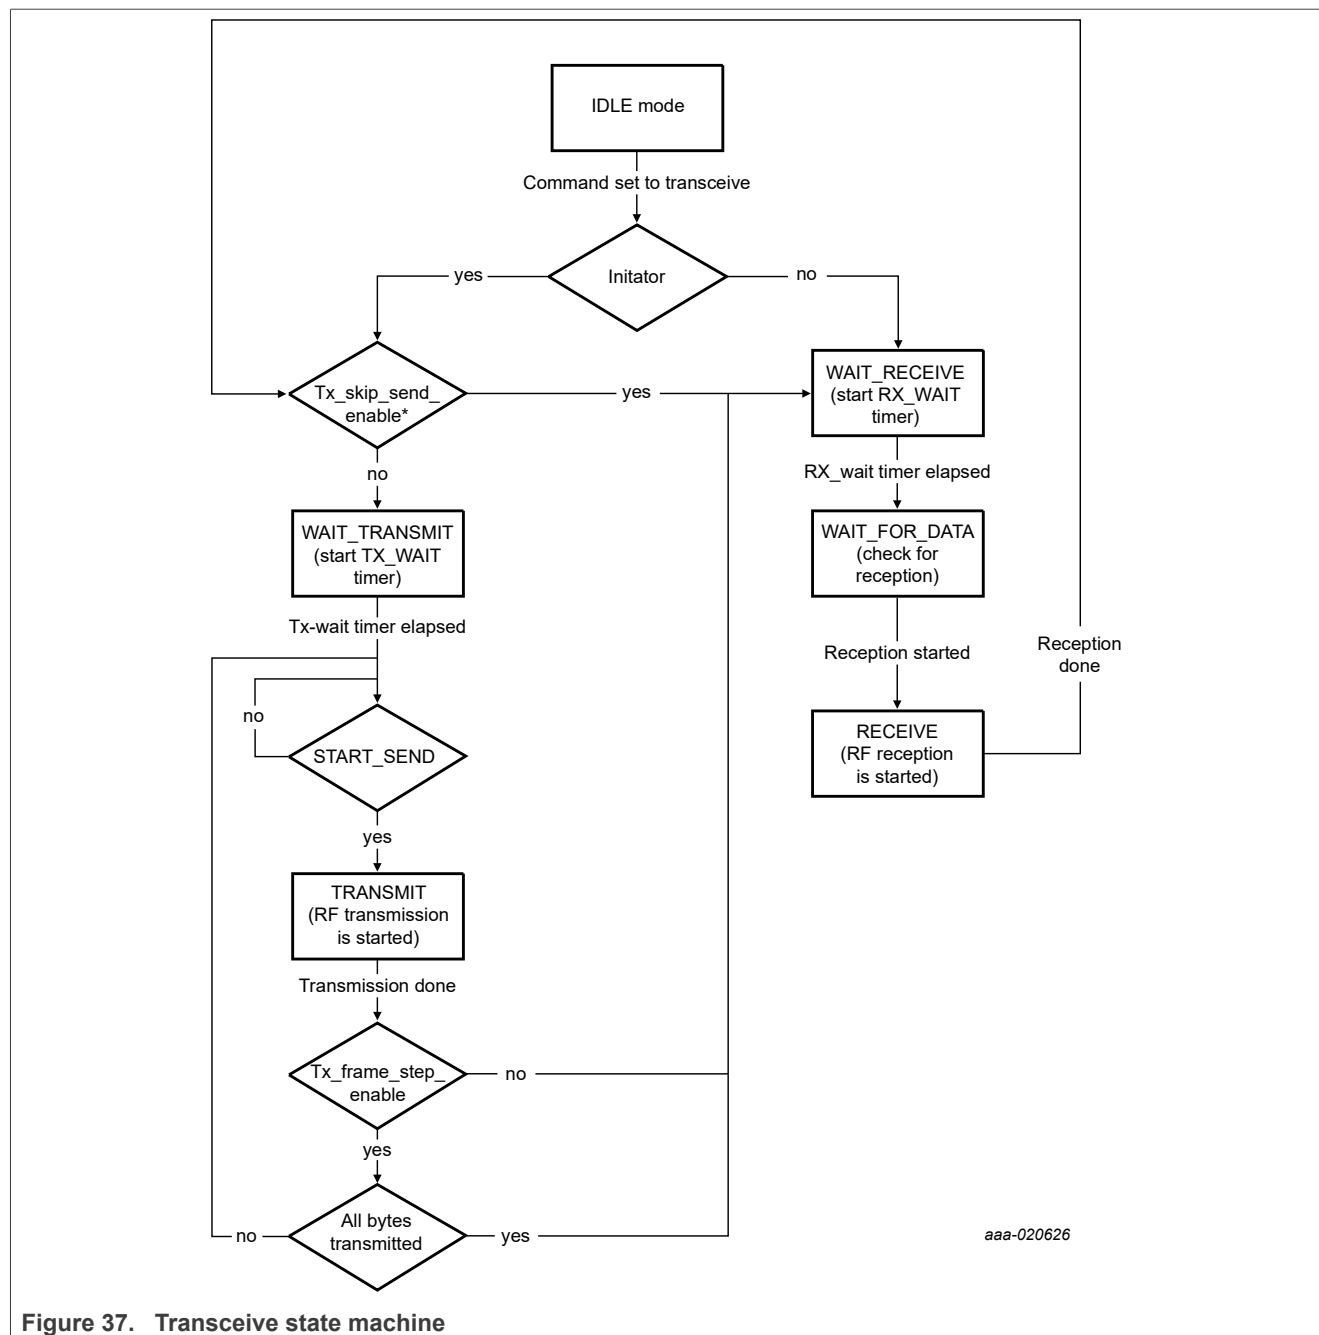 IDLE mode
Command set to transceive
Initator
yes
no
Tx_skip_send_
enable*
yes
WAIT_RECEIVE
(start RX_WAIT
timer)
no
RX_wait timer elapsed
WAIT_TRANSMIT
(start TX_WAIT
timer)
WAIT_FOR_DATA
(check for
reception)
Tx-wait timer elapsed
Reception started
Reception
done
no
START_SEND
RECEIVE
(RF reception
is started)
yes
TRANSMIT
(RF transmission
is started)
Transmission done
Tx_frame_step_
enable
no
yes
All bytes
transmitted
no
yes
aaa-020626
Figure 37. Transceive state machine